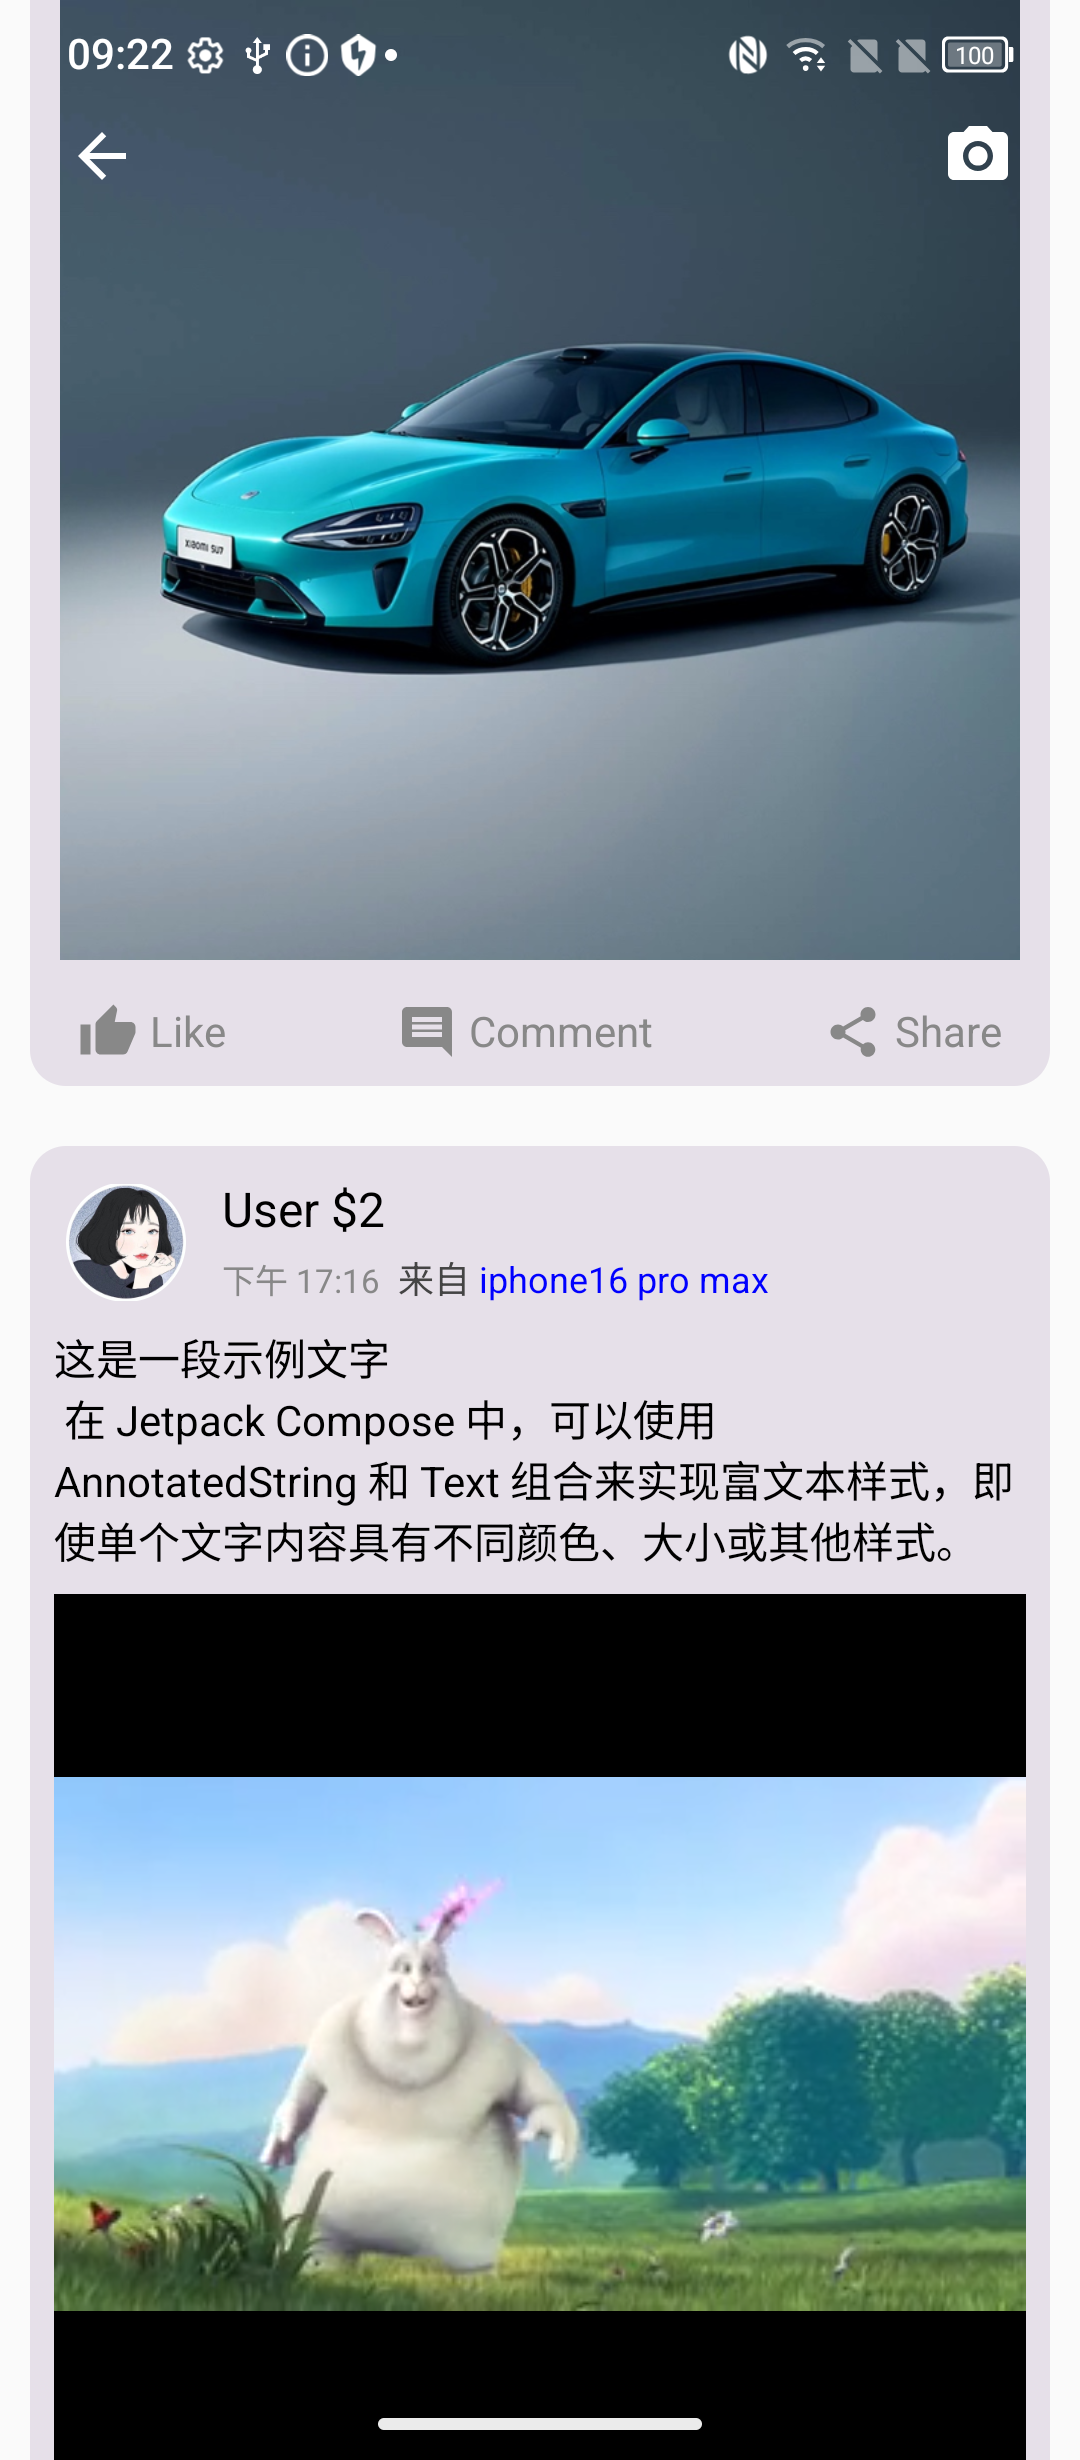 09:22
100
XIAOMI SU7
Like
Comment
Share
User $2
下午 17:16 来自 iphone16 pro max
这是一段示例文字
在 Jetpack Compose 中，可以使用
AnnotatedString 和 Text 组合来实现富文本样式，即
使单个文字内容具有不同颜色、大小或其他样式。